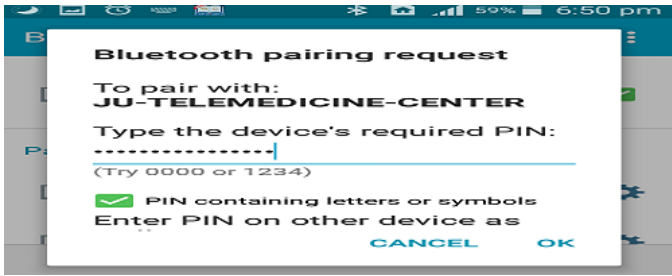 59% 6:50 pm
B
Bluetooth pairing request
To pair with:
JU-TELEMEDICINE-CENTER
Type the device's required PIN:
••••••••••••••••
(Try 0000 or 1234)
Pa
PIN containing letters or symbols
Enter PIN on other device as
CANCEL OK